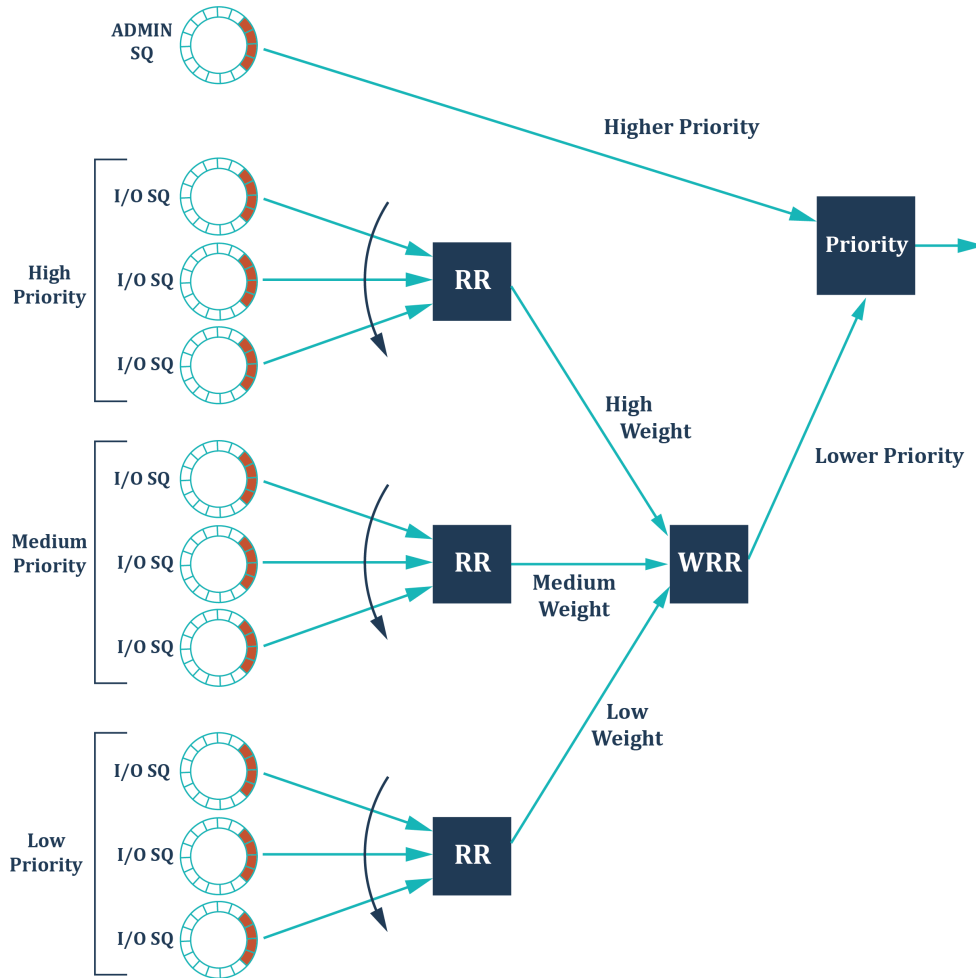 ADMIN
SQ
Higher Priority
High
Priority
I/O SQ
I/O SQ
I/O SQ
RR
Priority
High
Weight
Lower Priority
Medium
Priority
I/O SQ
I/O SQ
I/O SQ
RR
Medium
Weight
WRR
Low
Weight
Low
Priority
I/O SQ
I/O SQ
I/O SQ
RR